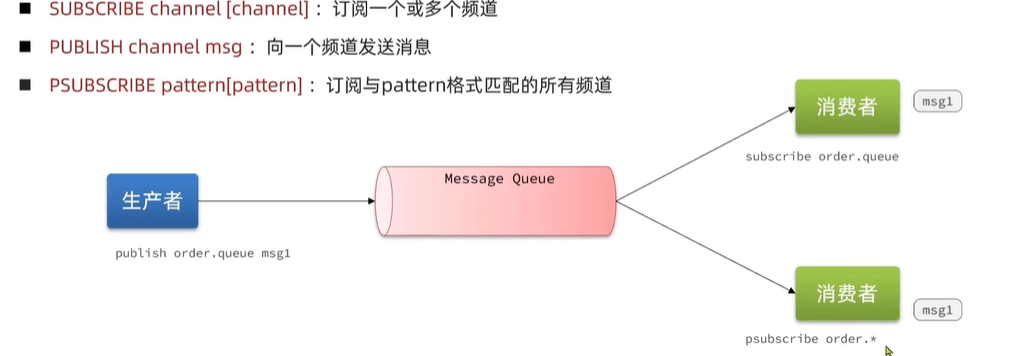 SUBSCRIBE channel [channel] ：订阅一个或多个频道
PUBLISH channel msg ：向一个频道发送消息
PSUBSCRIBE pattern[pattern] ：订阅与pattern格式匹配的所有频道
消费者
msg1
subscribe order.queue
Message Queue
生产者
publish order.queue msg1
消费者
msg1
psubscribe order.*